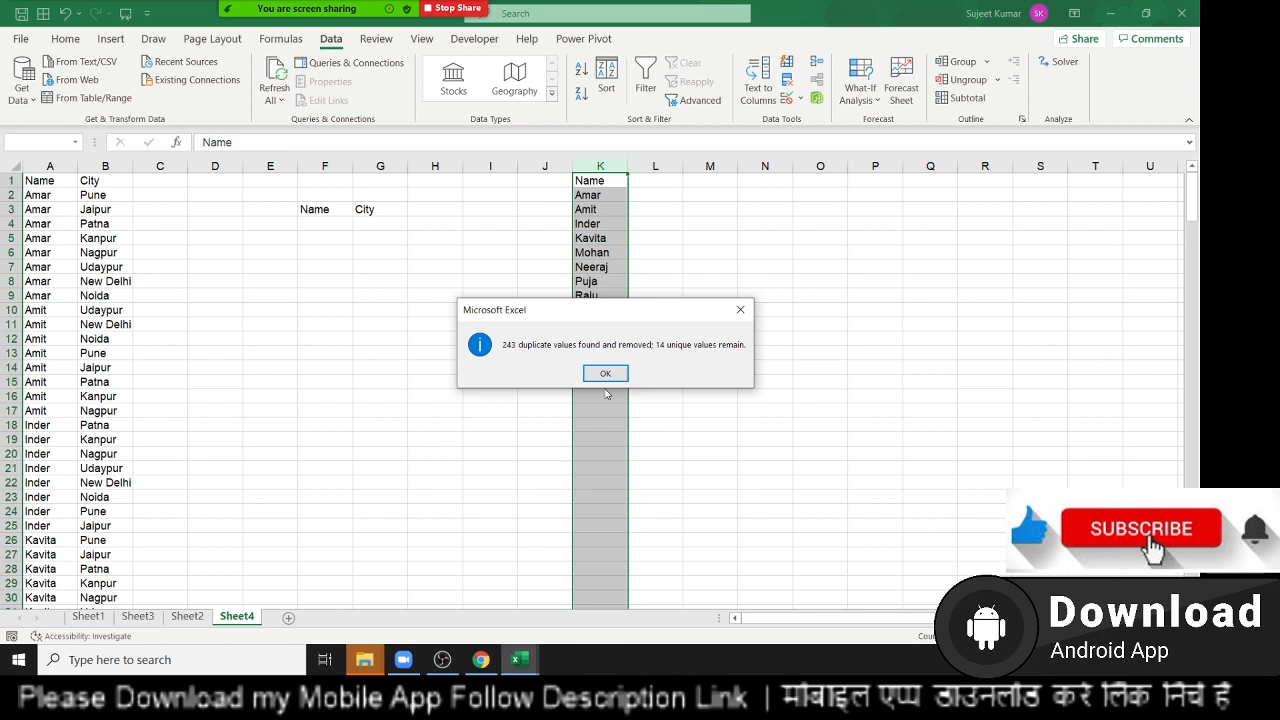 You are screen sharing
Stop Share
Search
Sujeet Kumar
SK
File Home Insert Draw Page Layout Formulas Data Review View Developer Help Power Pivot
Share Comments
Get Data
From Text/CSV
From Web
From Table/Range
Recent Sources
Existing Connections
Get & Transform Data
Refresh All
Queries & Connections
Properties
Edit Links
Queries & Connections
Stocks
Geography
Data Types
Sort
Filter
Clear
Reapply
Advanced
Sort & Filter
Text to Columns
Data Tools
What-If Analysis
Forecast Sheet
Forecast
Group
Ungroup
Subtotal
Outline
Solver
Analyze
fx Name
A B C D E F G H I J K L M N O P Q R S T U
1 Name City Name
2 Amar Pune Amar
3 Amar Jaipur Name City Amit
4 Amar Patna Inder
5 Amar Kanpur Kavita
6 Amar Nagpur Mohan
7 Amar Udaypur Neeraj
8 Amar New Delhi Puja
9 Amar Noida Raju
10 Amit Udaypur
11 Amit New Delhi
12 Amit Noida
13 Amit Pune
14 Amit Jaipur
15 Amit Patna
16 Amit Kanpur
17 Amit Nagpur
18 Inder Patna
19 Inder Kanpur
20 Inder Nagpur
21 Inder Udaypur
22 Inder New Delhi
23 Inder Noida
24 Inder Pune
25 Inder Jaipur
26 Kavita Pune
27 Kavita Jaipur
28 Kavita Patna
29 Kavita Kanpur
30 Kavita Nagpur
Microsoft Excel
243 duplicate values found and removed; 14 unique values remain.
OK
SUBSCRIBE
Download
Android App
Sheet1 Sheet3 Sheet2 Sheet4
Accessibility: Investigate
Type here to search
Please Download my Mobile App Follow Description Link | मोबाइल एप्प डाउनलोड करे लिंक निचे है